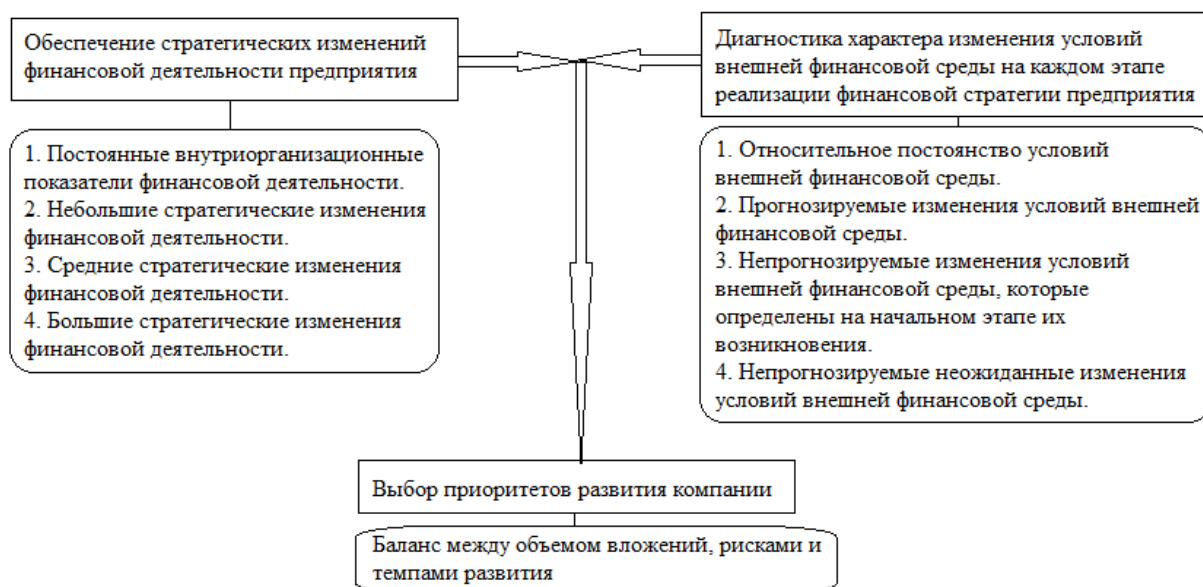 Обеспечение стратегических изменений
финансовой деятельности предприятия
1. Постоянные внутриорганизационные
показатели финансовой деятельности.
2. Небольшие стратегические изменения
финансовой деятельности.
3. Средние стратегические изменения
финансовой деятельности.
4. Большие стратегические изменения
финансовой деятельности.
Диагностика характера изменения условий
внешней финансовой среды на каждом этапе
реализации финансовой стратегии предприятия
1. Относительное постоянство условий
внешней финансовой среды.
2. Прогнозируемые изменения условий внешней
финансовой среды.
3. Непрогнозируемые изменения условий
внешней финансовой среды, которые
определены на начальном этапе их
возникновения.
4. Непрогнозируемые неожиданные изменения
условий внешней финансовой среды.
Выбор приоритетов развития компании
Баланс между объемом вложений, рисками и
темпами развития